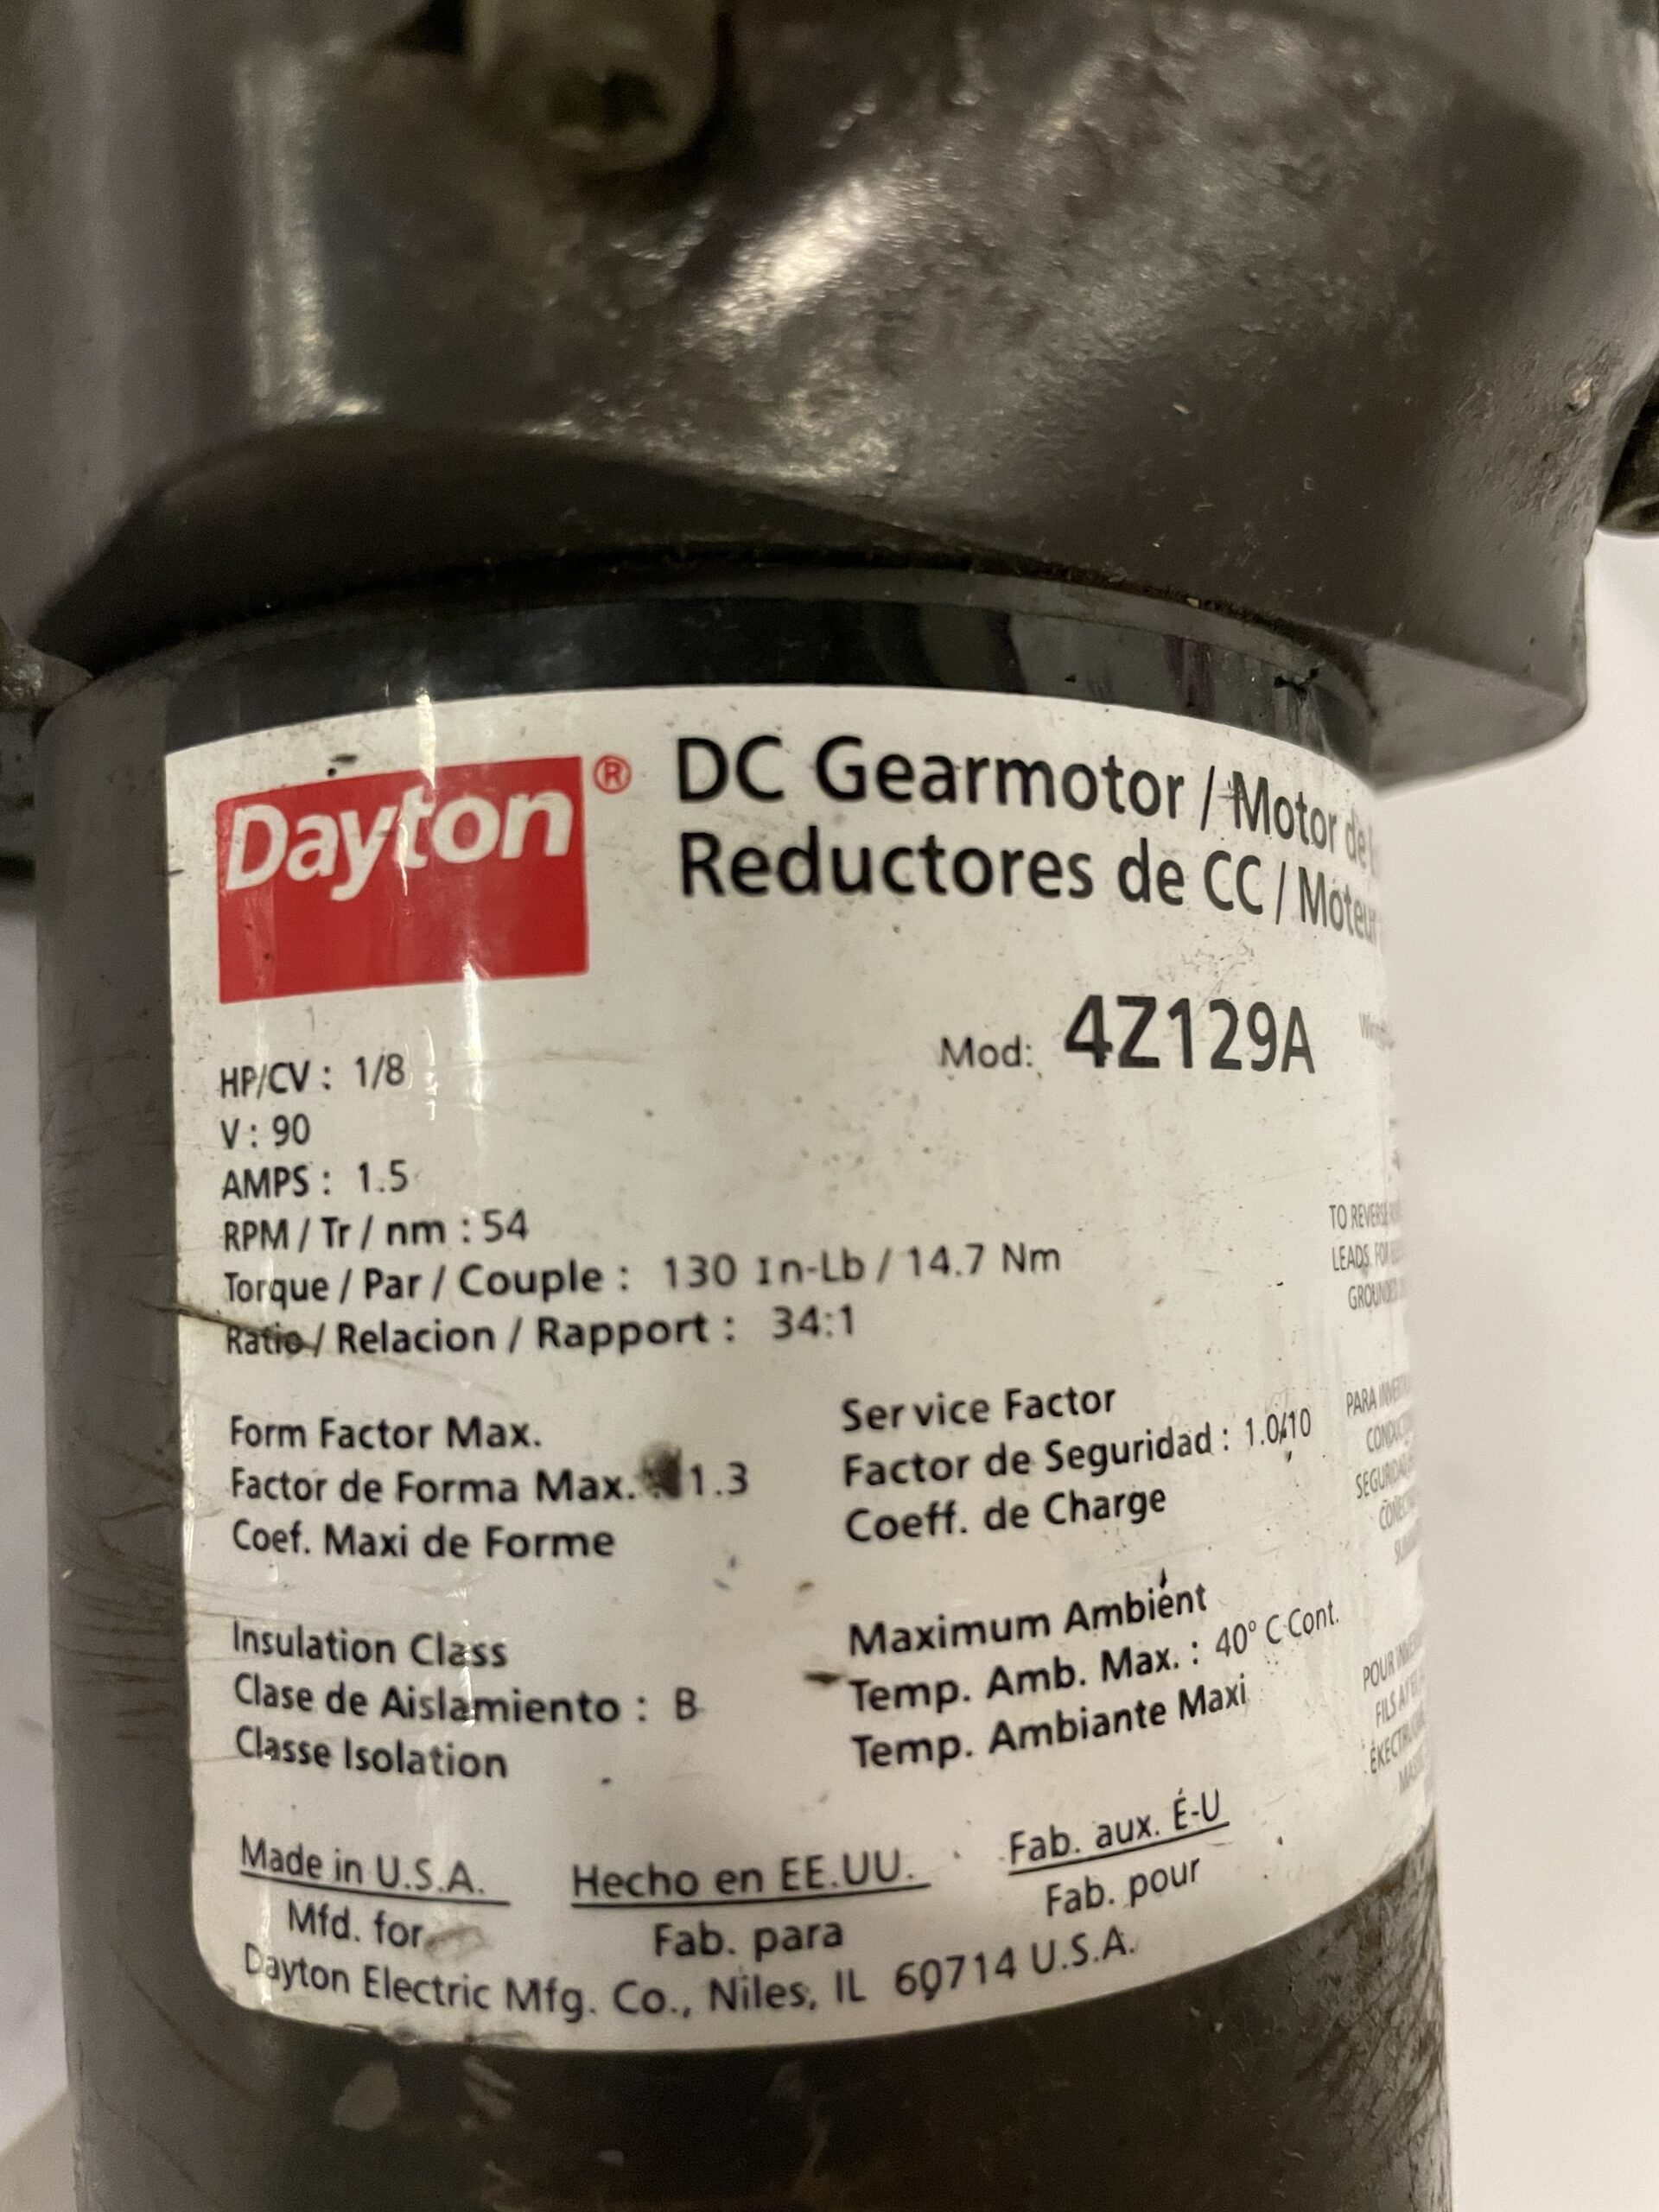 Dayton®
DC Gearmotor / Motor de
Reductores de CC / Moteur
Mod: 4Z129A
HP/CV : 1/8
V : 90
AMPS : 1.5
RPM / Tr / nm : 54
Torque / Par / Couple : 130 In-Lb / 14.7 Nm
Ratio / Relacion / Rapport : 34:1
Form Factor Max.
Factor de Forma Max. : 1.3
Coef. Maxi de Forme
Service Factor
Factor de Seguridad : 1.0/10
Coeff. de Charge
Insulation Class
Clase de Aislamiento : B
Classe Isolation
Maximum Ambient
Temp. Amb. Max. : 40° C Cont.
Temp. Ambiante Maxi
Made in U.S.A. Hecho en EE.UU. Fab. aux. É-U
Mfd. for Fab. para Fab. pour
Dayton Electric Mfg. Co., Niles, IL 60714 U.S.A.
TO REVERSE
LEADS. FOR
PARA
POUR